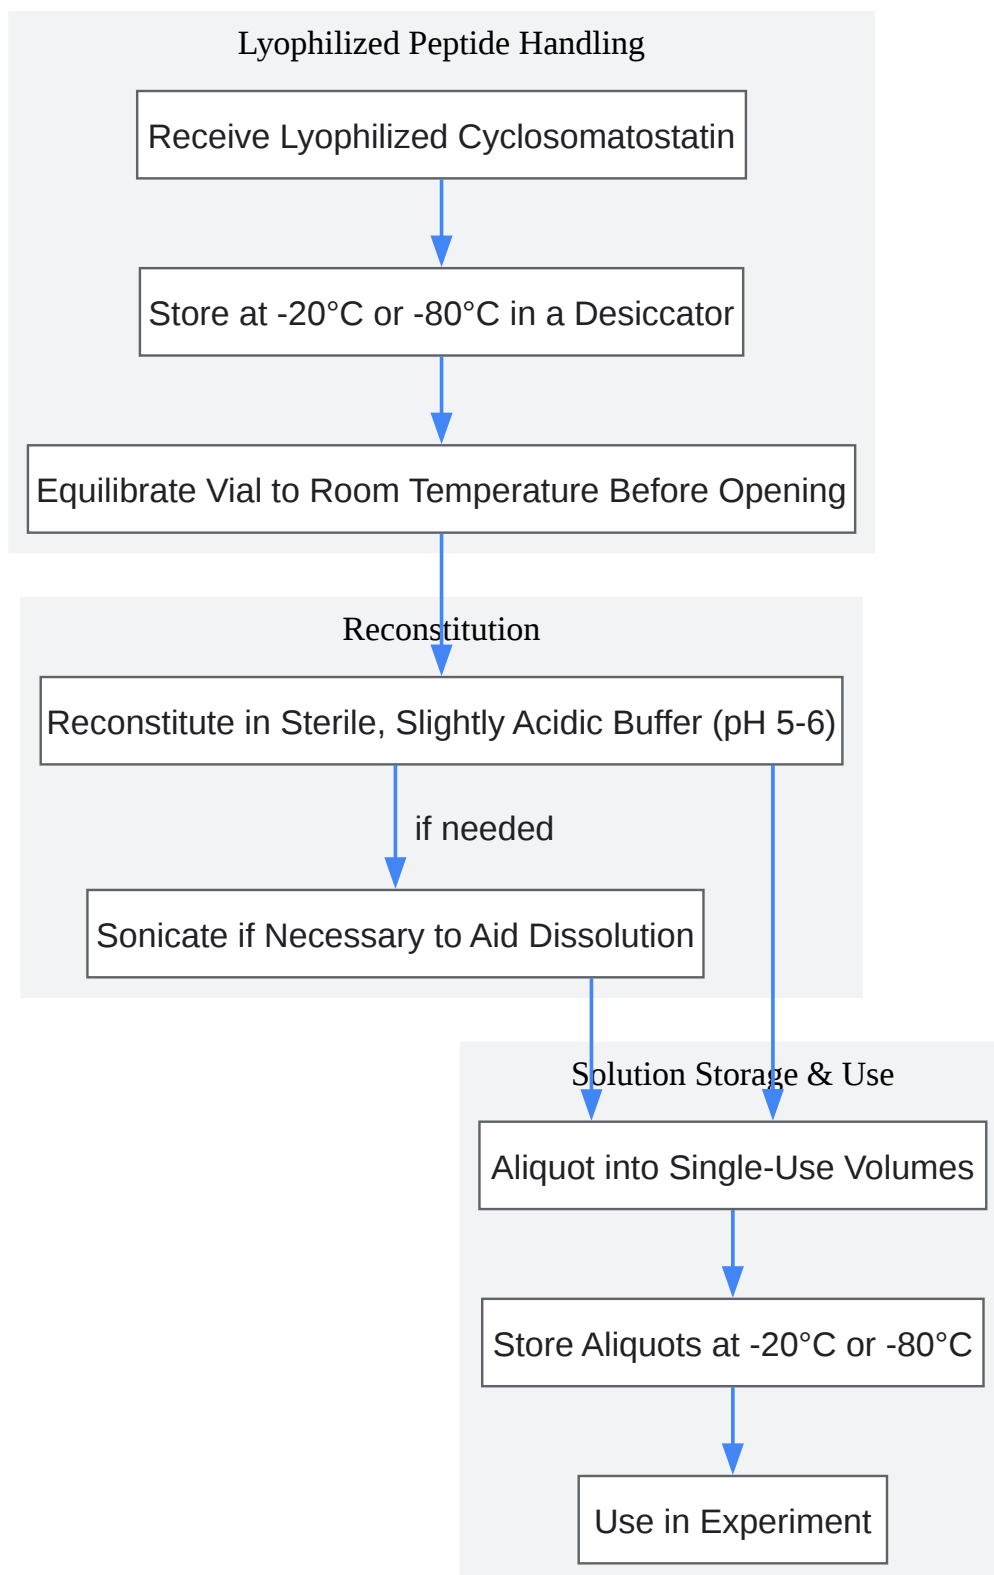 Lyophilized Peptide Handling
Receive Lyophilized Cyclosomatostatin
Store at -20°C or -80°C in a Desiccator
Equilibrate Vial to Room Temperature Before Opening
Reconstitution
Reconstitute in Sterile, Slightly Acidic Buffer (pH 5-6)
if needed
Sonicate if Necessary to Aid Dissolution
Solution Storage & Use
Aliquot into Single-Use Volumes
Store Aliquots at -20°C or -80°C
Use in Experiment